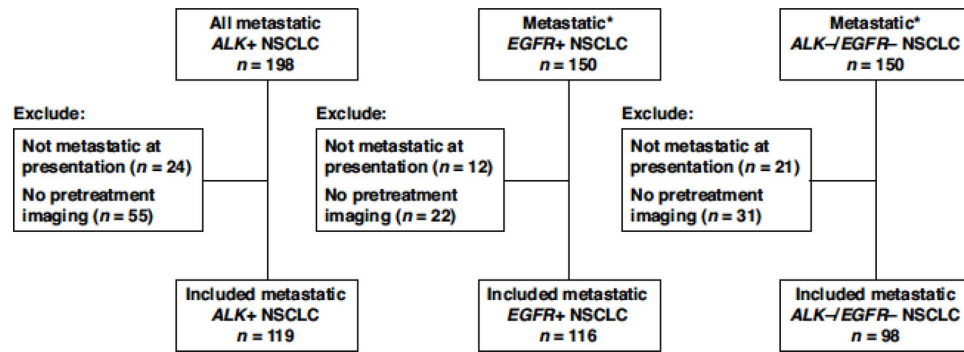 All metastatic
ALK+ NSCLC
n = 198
Exclude:
Not metastatic at
presentation (n = 24)
No pretreatment
imaging (n = 55)
Included metastatic
ALK+ NSCLC
n = 119
Metastatic*
EGFR+ NSCLC
n = 150
Exclude:
Not metastatic at
presentation (n = 12)
No pretreatment
imaging (n = 22)
Included metastatic
EGFR+ NSCLC
n = 116
Metastatic*
ALK–/EGFR– NSCLC
n = 150
Exclude:
Not metastatic at
presentation (n = 21)
No pretreatment
imaging (n = 31)
Included metastatic
ALK–/EGFR– NSCLC
n = 98